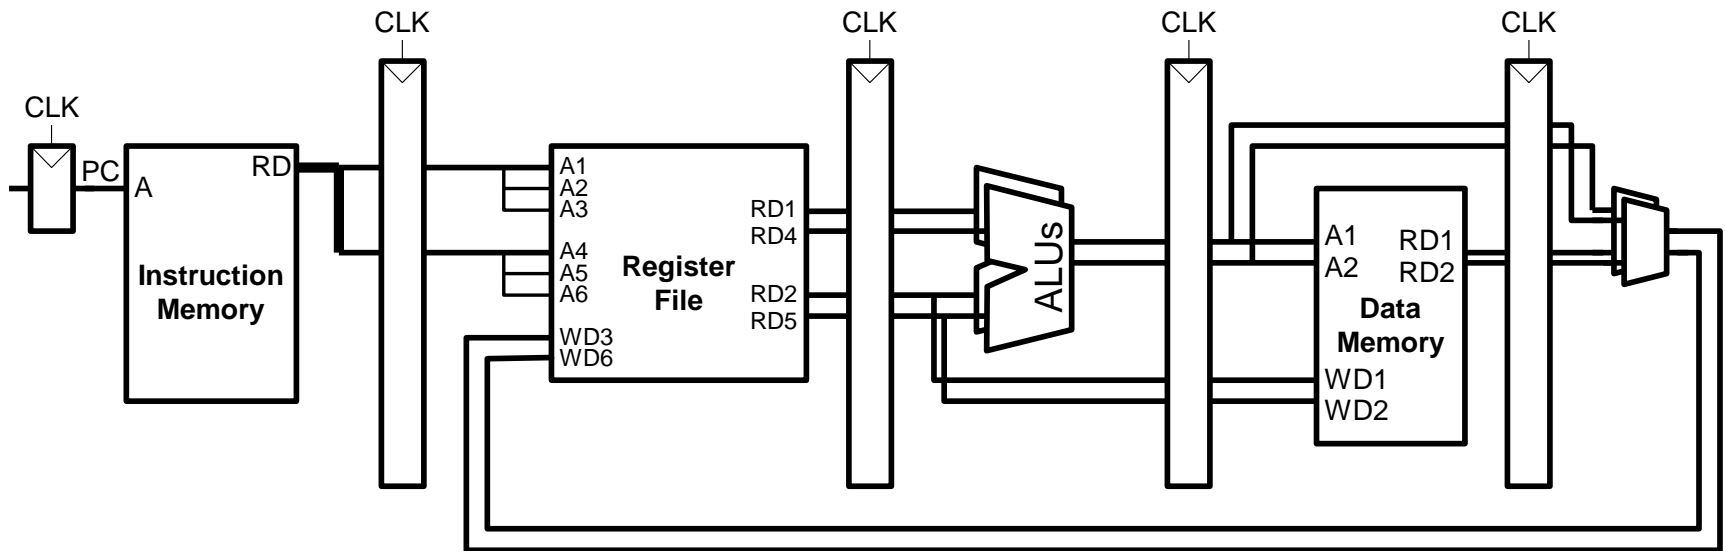 CLK
CLK
CLK
CLK
CLK
PC
A
RD
Instruction
Memory
A1
A2
A3
A4
A5
A6
WD3
WD6
Register
File
RD1
RD4
RD2
RD5
ALUs
A1
A2
RD1
RD2
Data
Memory
WD1
WD2